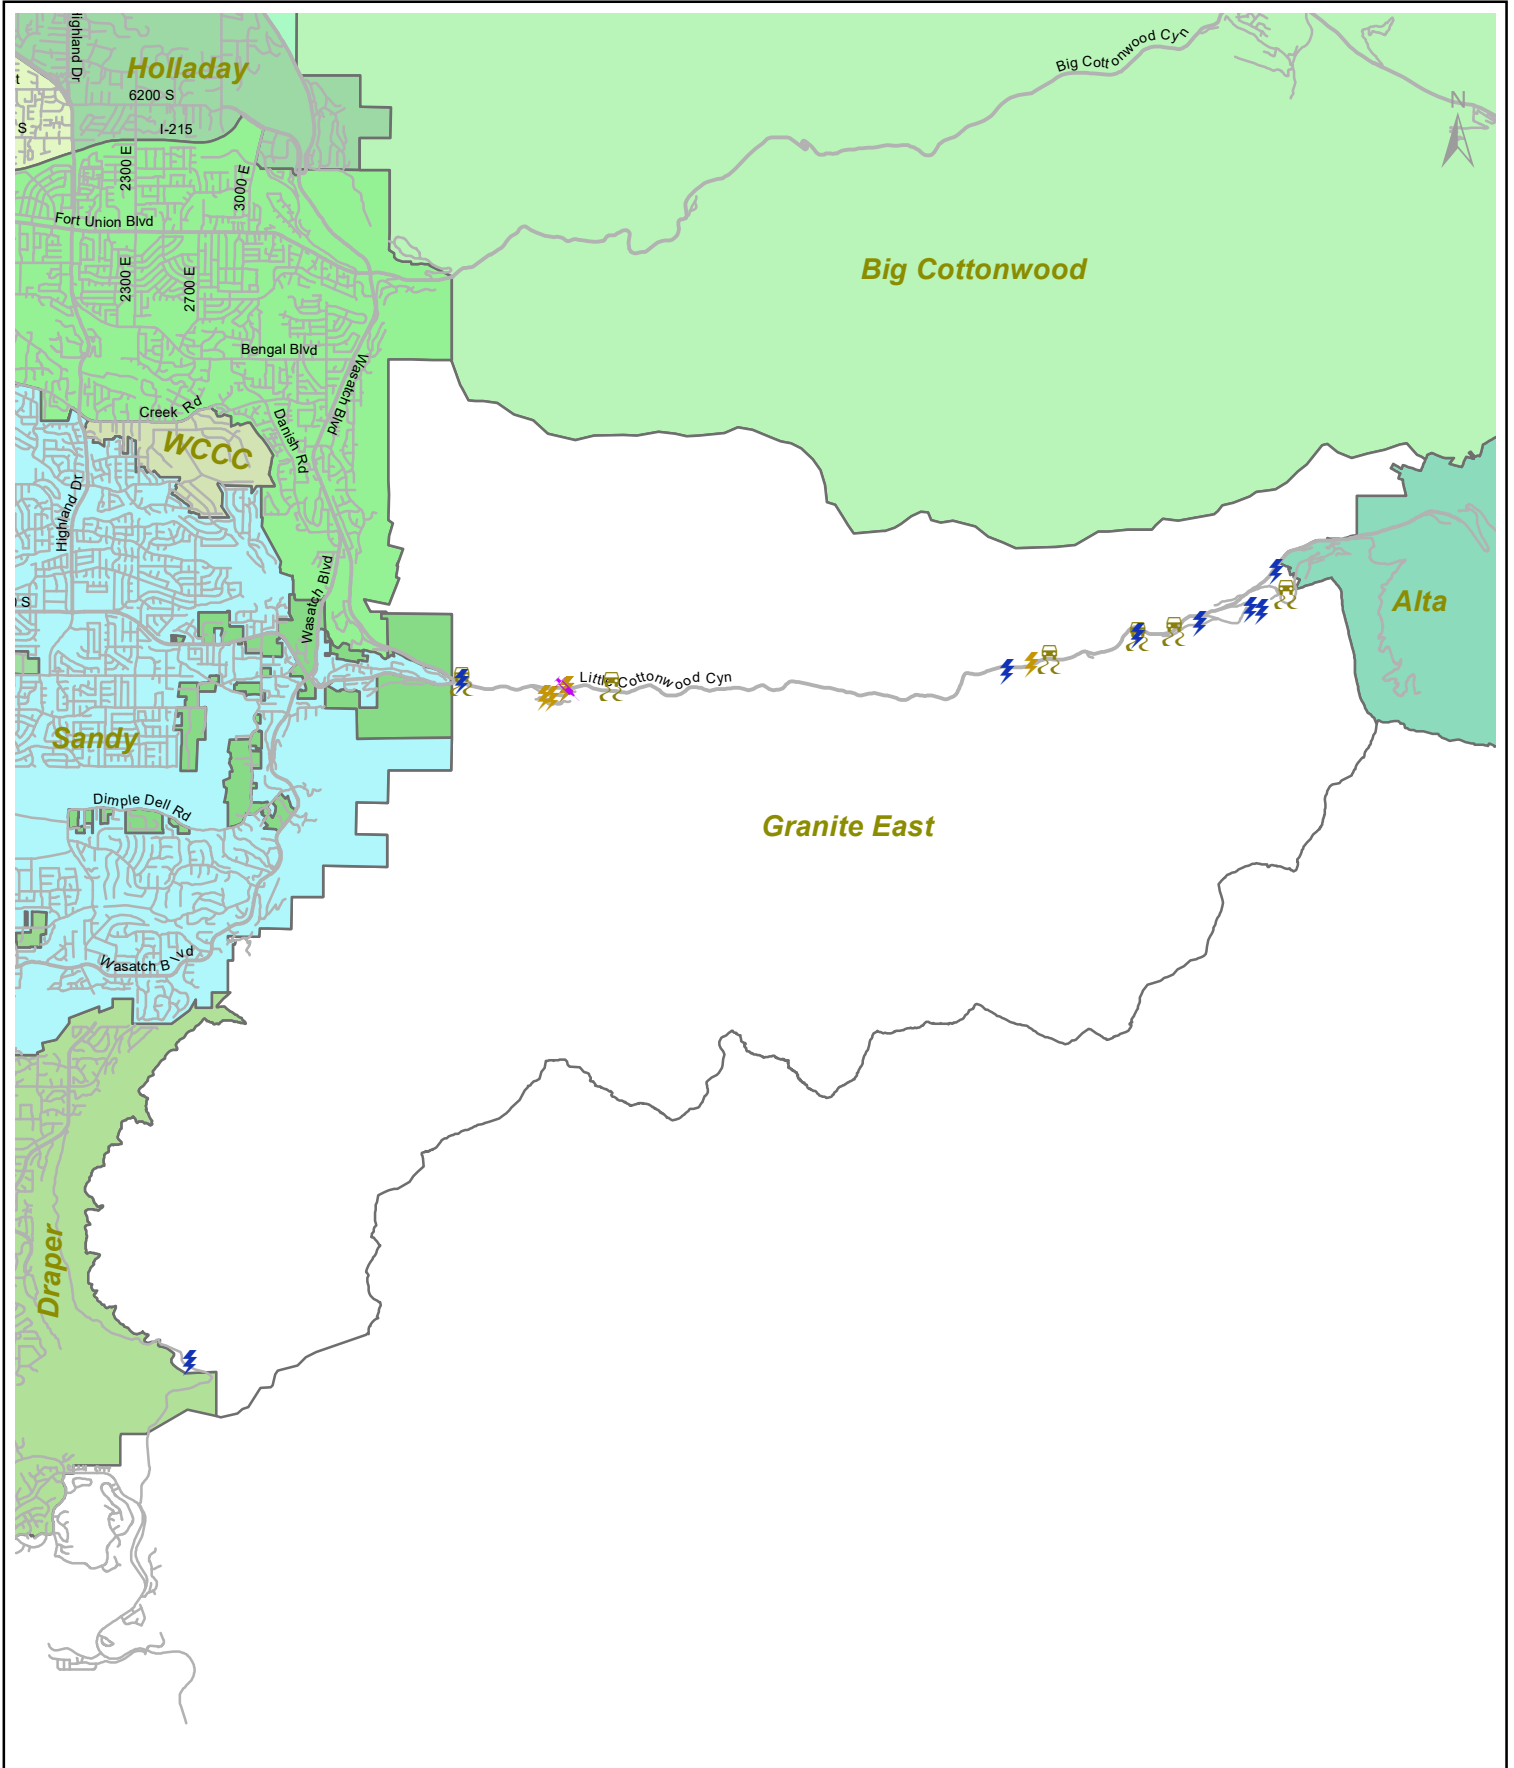 ighland Dr
Holladay
Big Cottonwood Cyn
t
6200 S
N
S
I-215
2300 E
3000 E
Fort Union Blvd
2300 E
2700 E
Big Cottonwood
Bengal Blvd
Wasatch Blvd
Creek Rd
Danish Rd
WCCC
Highland Dr
Wasatch Blvd
S
Alta
Little Cottonwood Cyn
Sandy
Dimple Dell Rd
Granite East
Wasatch Blvd
Draper